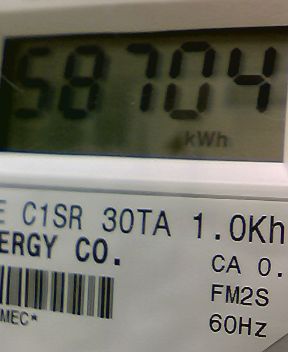 58704
kWh
E C1SR 30TA 1.0Kh
ERGY CO.
CA 0.
FM2S
MEC*
60Hz